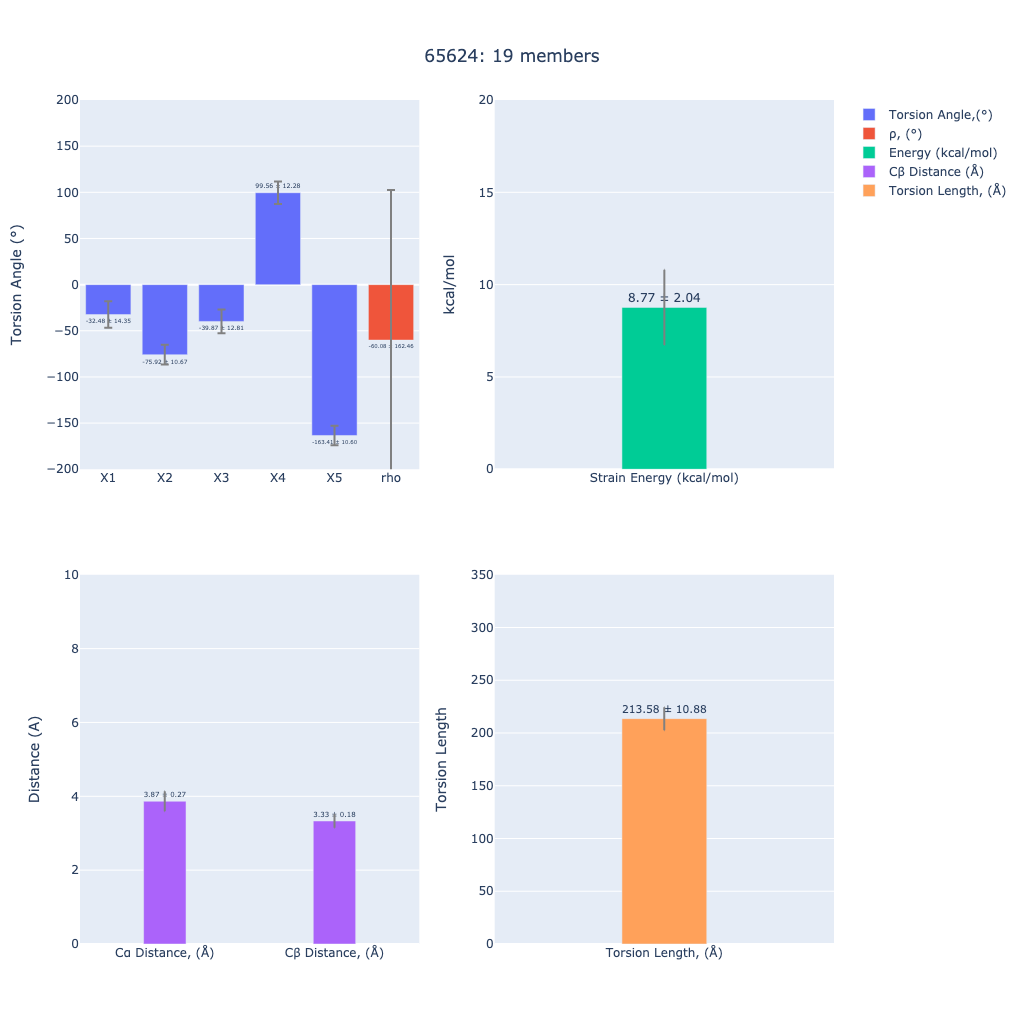 65624: 19 members
Torsion Angle (°)
200
150
100
50
0
−50
−100
−150
−200
-32.48 ± 14.35
-75.92 ± 10.67
-39.87 ± 12.81
99.56 ± 12.28
-163.41 ± 10.60
-60.08 ± 162.46
X1 X2 X3 X4 X5 rho
kcal/mol
20
15
10
5
0
8.77 ± 2.04
Strain Energy (kcal/mol)
Torsion Angle,(°)
ρ, (°)
Energy (kcal/mol)
Cβ Distance (Å)
Torsion Length, (Å)
Distance (A)
10
8
6
4
2
0
3.87 ± 0.27
3.33 ± 0.18
Cα Distance, (Å) Cβ Distance, (Å)
Torsion Length
350
300
250
200
150
100
50
0
213.58 ± 10.88
Torsion Length, (Å)